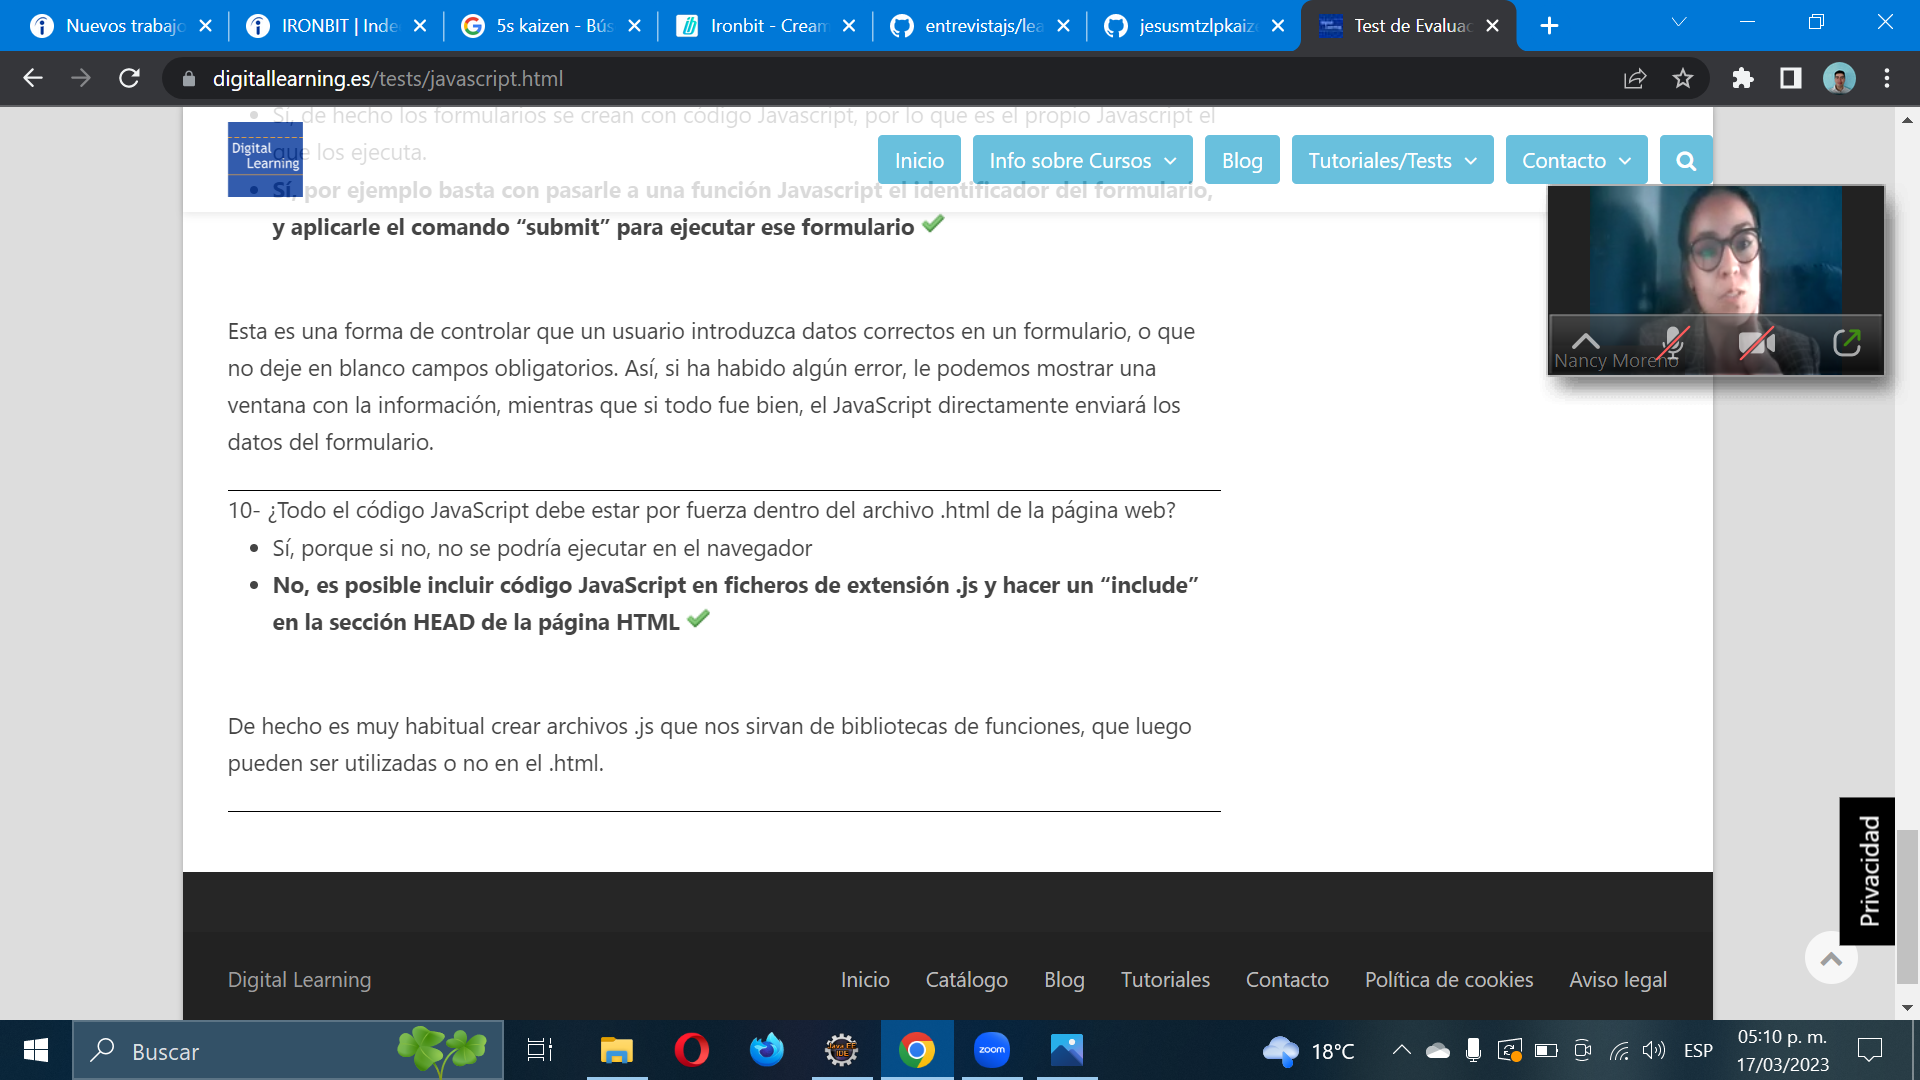 Nuevos trabajo
IRONBIT | Inde
5s kaizen - Bús
Ironbit - Cream
entrevistajs/lea
jesusmtzlpkaiz
Test de Evaluac
digitallearning.es/tests/javascript.html
Sí, de hecho los formularios se crean con código Javascript, por lo que es el propio Javascript el
que los ejecuta.
Digital
Learning
Inicio
Info sobre Cursos
Blog
Tutoriales/Tests
Contacto
Sí, por ejemplo basta con pasarle a una función Javascript el identificador del formulario,
y aplicarle el comando “submit” para ejecutar ese formulario
Nancy Moreno
Esta es una forma de controlar que un usuario introduzca datos correctos en un formulario, o que
no deje en blanco campos obligatorios. Así, si ha habido algún error, le podemos mostrar una
ventana con la información, mientras que si todo fue bien, el JavaScript directamente enviará los
datos del formulario.
10- ¿Todo el código JavaScript debe estar por fuerza dentro del archivo .html de la página web?
Sí, porque si no, no se podría ejecutar en el navegador
No, es posible incluir código JavaScript en ficheros de extensión .js y hacer un “include”
en la sección HEAD de la página HTML
De hecho es muy habitual crear archivos .js que nos sirvan de bibliotecas de funciones, que luego
pueden ser utilizadas o no en el .html.
Privacidad
Digital Learning
Inicio
Catálogo
Blog
Tutoriales
Contacto
Política de cookies
Aviso legal
Buscar
Java EE
IDE
zoom
18°C
ESP
05:10 p. m.
17/03/2023